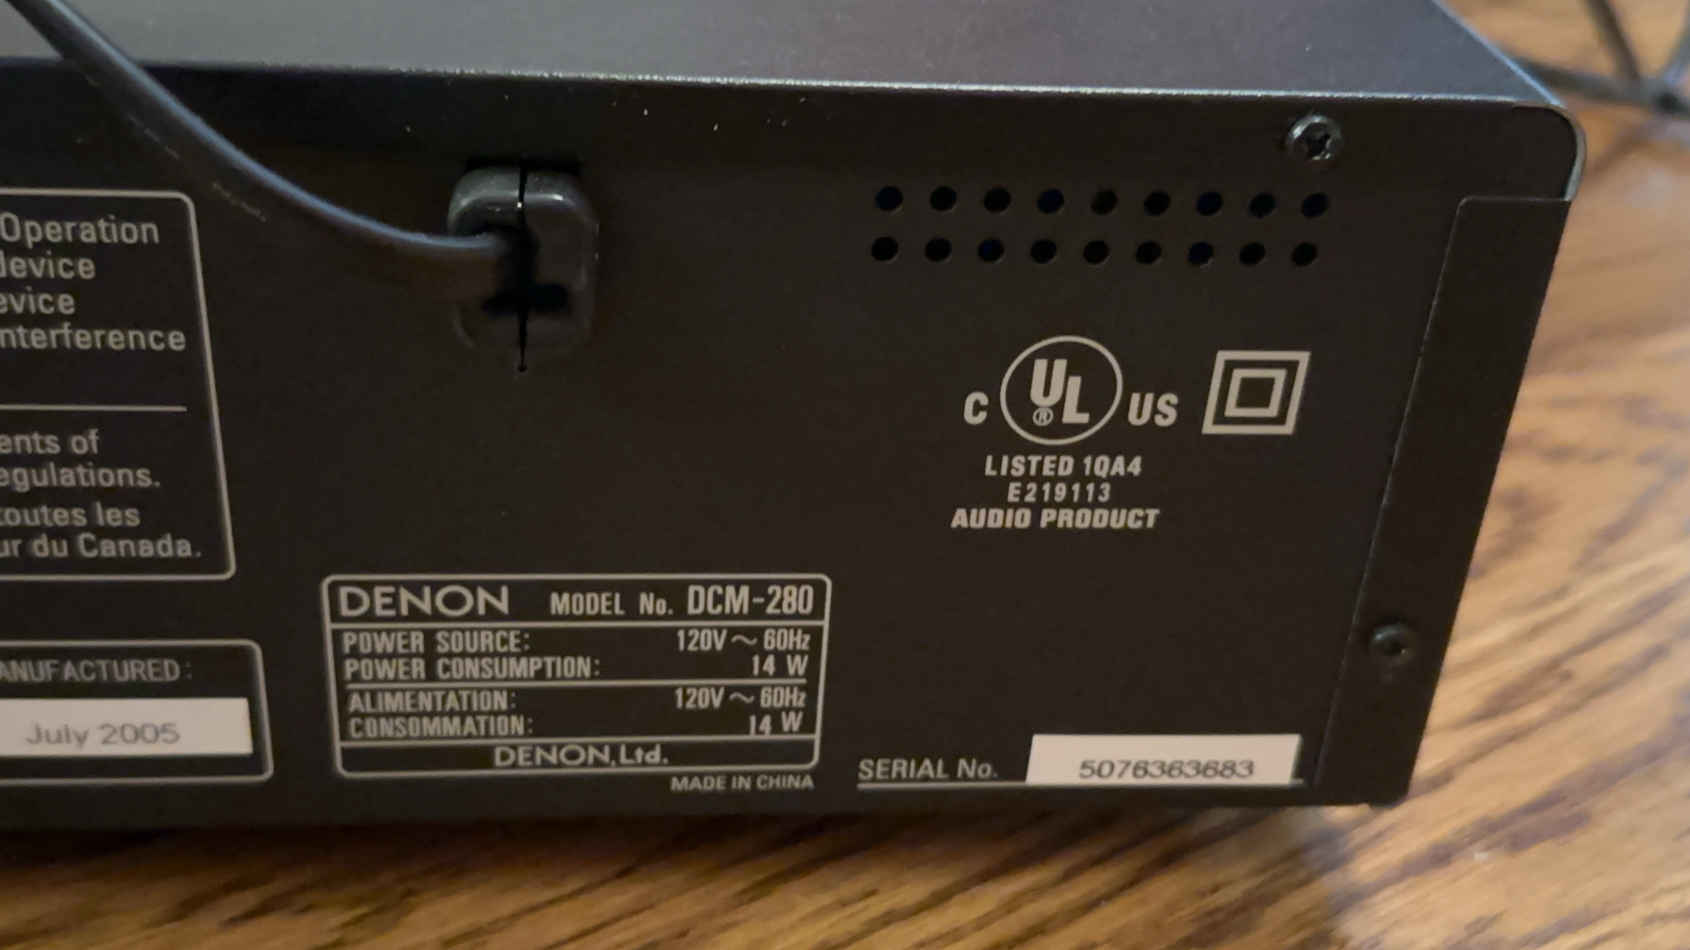 Operation
device
evice
nterference
ents of
egulations.
toutes les
ur du Canada.
ANUFACTURED:
July 2005
DENON MODEL No. DCM-280
POWER SOURCE: 120V ~ 60Hz
POWER CONSUMPTION: 14 W
ALIMENTATION: 120V ~ 60Hz
CONSOMMATION: 14 W
DENON, Ltd.
MADE IN CHINA
C UL ® US
LISTED 1QA4
E219113
AUDIO PRODUCT
SERIAL No. 5076363683